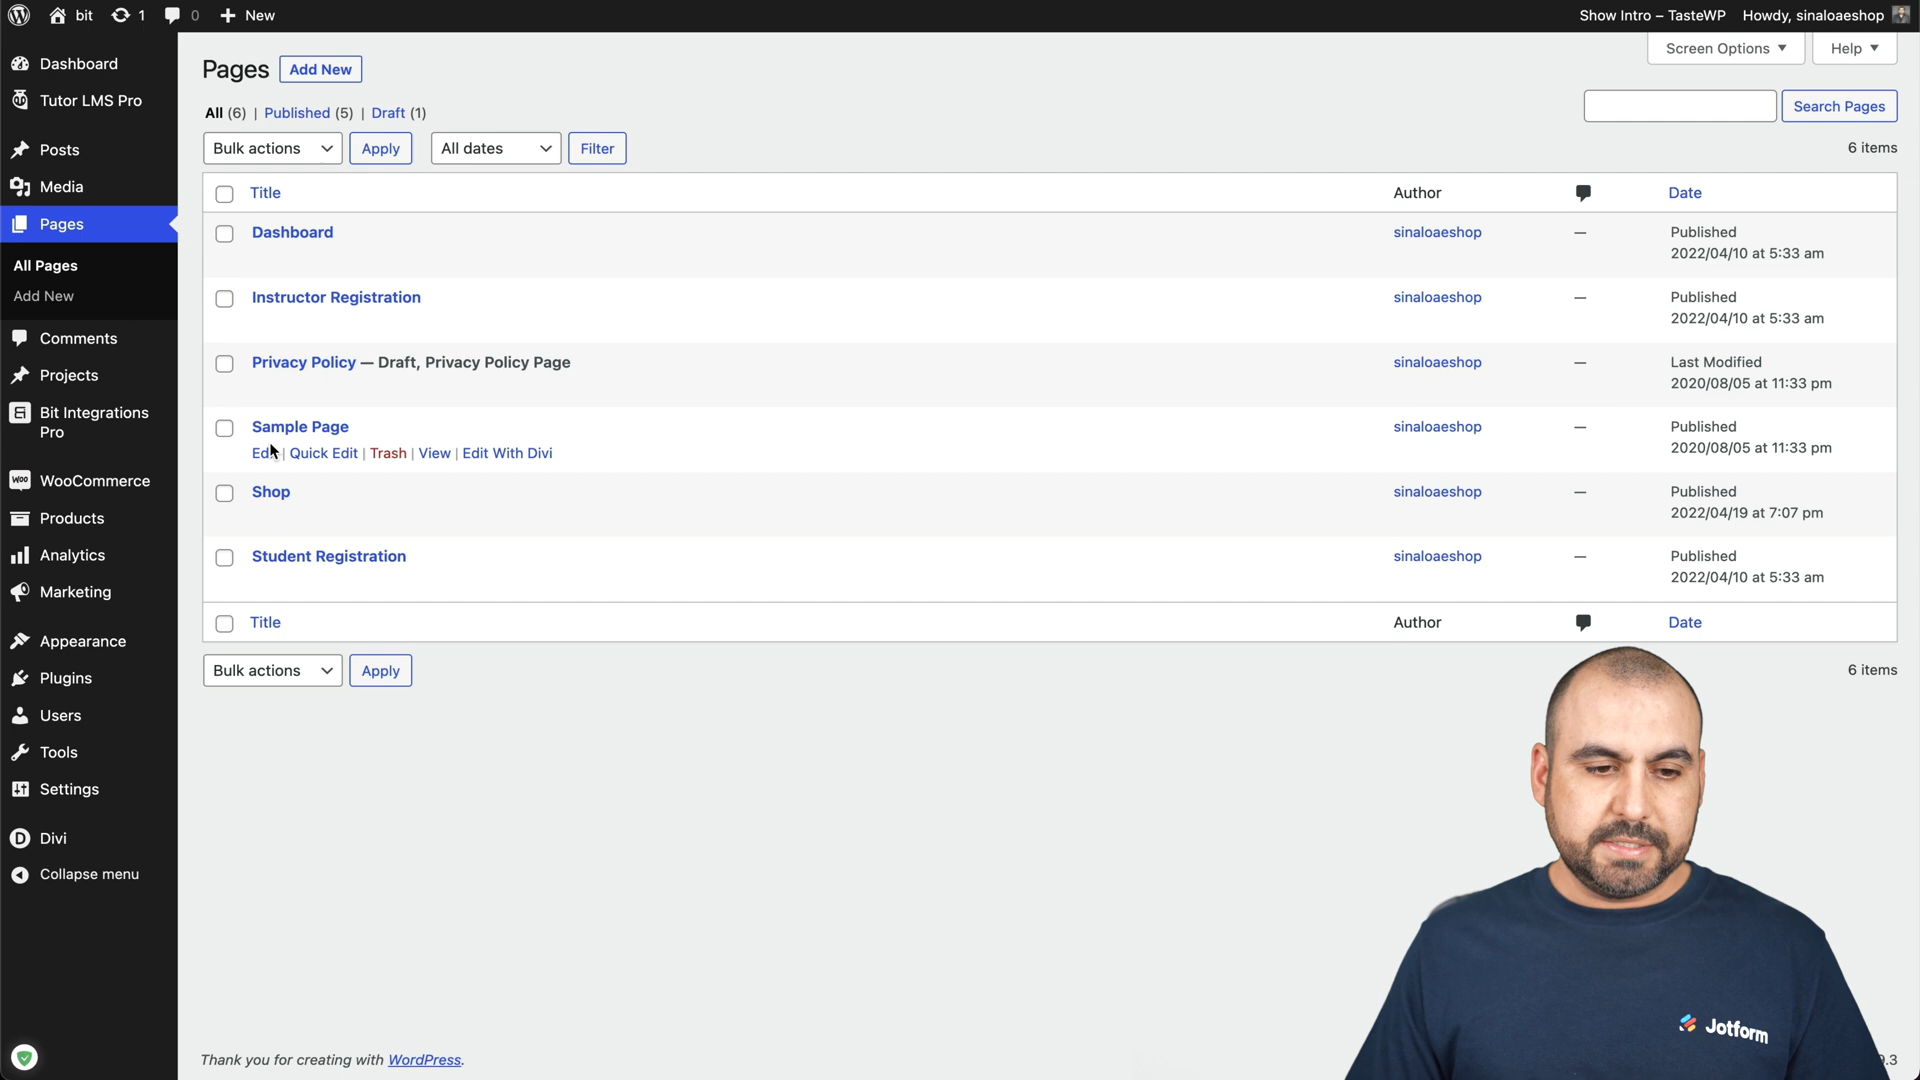 bit 1 0 New Show Intro – TasteWP Howdy, sinaloaeshop
Screen Options Help
Dashboard
Tutor LMS Pro
Posts
Media
Pages
All Pages
Add New
Comments
Projects
Bit Integrations
Pro
WooCommerce
Products
Analytics
Marketing
Appearance
Plugins
Users
Tools
Settings
Divi
Collapse menu
Pages Add New
All (6) | Published (5) | Draft (1)
Search Pages
Bulk actions Apply All dates Filter 6 items
Title Author Date
Dashboard sinaloaeshop — Published
2022/04/10 at 5:33 am
Instructor Registration sinaloaeshop — Published
2022/04/10 at 5:33 am
Privacy Policy — Draft, Privacy Policy Page sinaloaeshop — Last Modified
2020/08/05 at 11:33 pm
Sample Page sinaloaeshop — Published
2020/08/05 at 11:33 pm
| Quick Edit | Trash | View | Edit With Divi
Shop sinaloaeshop — Published
2022/04/19 at 7:07 pm
Student Registration sinaloaeshop — Published
2022/04/10 at 5:33 am
Title Author Date
Bulk actions Apply 6 items
Jotform
Thank you for creating with WordPress.